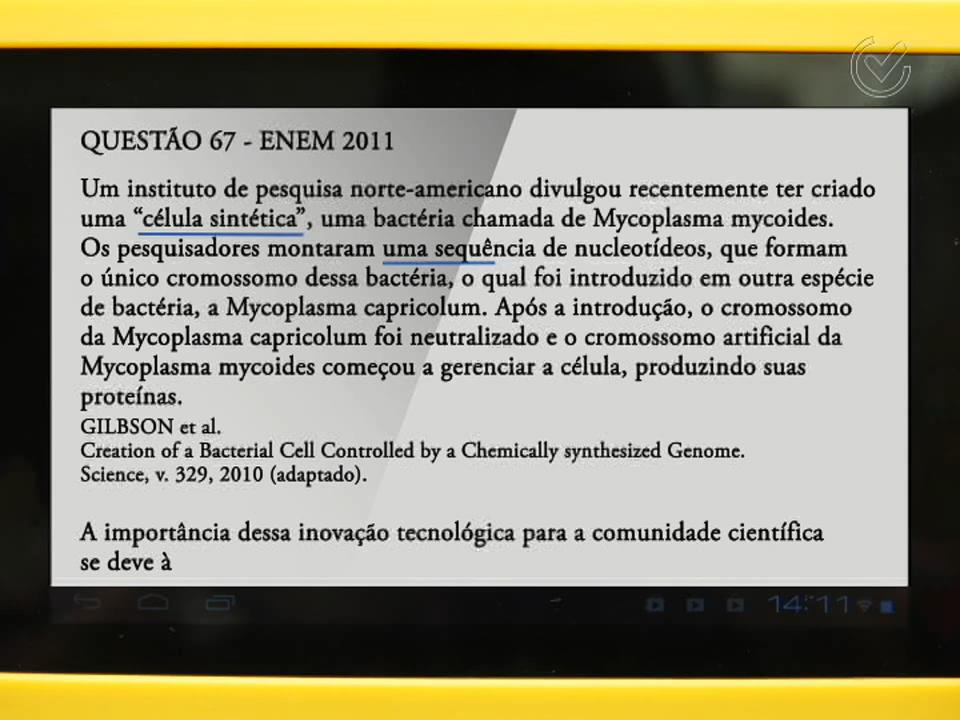 QUESTÃO 67 - ENEM 2011
Um instituto de pesquisa norte-americano divulgou recentemente ter criado
uma “célula sintética”, uma bactéria chamada de Mycoplasma mycoides.
Os pesquisadores montaram uma sequência de nucleotídeos, que formam
o único cromossomo dessa bactéria, o qual foi introduzido em outra espécie
de bactéria, a Mycoplasma capricolum. Após a introdução, o cromossomo
da Mycoplasma capricolum foi neutralizado e o cromossomo artificial da
Mycoplasma mycoides começou a gerenciar a célula, produzindo suas
proteínas.
GILBSON et al.
Creation of a Bacterial Cell Controlled by a Chemically synthesized Genome.
Science, v. 329, 2010 (adaptado).
A importância dessa inovação tecnológica para a comunidade científica
se deve à
14:11